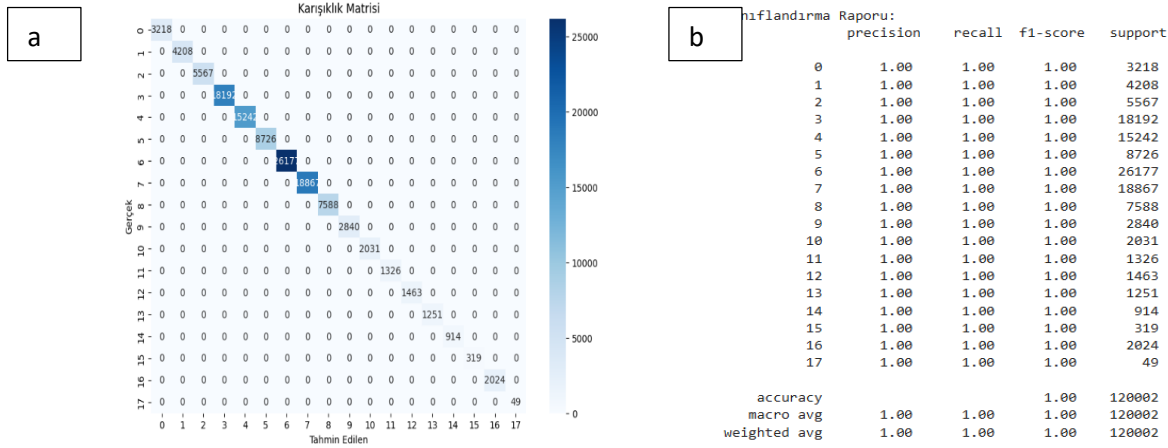 a
Karışıklık Matrisi
Gerçek
0 3218 0 0 0 0 0 0 0 0 0 0 0 0 0 0 0 0 0
1 0 4208 0 0 0 0 0 0 0 0 0 0 0 0 0 0 0 0
2 0 0 5567 0 0 0 0 0 0 0 0 0 0 0 0 0 0 0
3 0 0 0 18192 0 0 0 0 0 0 0 0 0 0 0 0 0 0
4 0 0 0 0 15242 0 0 0 0 0 0 0 0 0 0 0 0 0
5 0 0 0 0 0 8726 0 0 0 0 0 0 0 0 0 0 0 0
6 0 0 0 0 0 0 26177 0 0 0 0 0 0 0 0 0 0 0
7 0 0 0 0 0 0 0 18867 0 0 0 0 0 0 0 0 0 0
8 0 0 0 0 0 0 0 0 7588 0 0 0 0 0 0 0 0 0
9 0 0 0 0 0 0 0 0 0 2840 0 0 0 0 0 0 0 0
10 0 0 0 0 0 0 0 0 0 0 2031 0 0 0 0 0 0 0
11 0 0 0 0 0 0 0 0 0 0 0 1326 0 0 0 0 0 0
12 0 0 0 0 0 0 0 0 0 0 0 0 1463 0 0 0 0 0
13 0 0 0 0 0 0 0 0 0 0 0 0 0 1251 0 0 0 0
14 0 0 0 0 0 0 0 0 0 0 0 0 0 0 914 0 0 0
15 0 0 0 0 0 0 0 0 0 0 0 0 0 0 0 319 0 0
16 0 0 0 0 0 0 0 0 0 0 0 0 0 0 0 0 2024 0
17 0 0 0 0 0 0 0 0 0 0 0 0 0 0 0 0 0 49
0 1 2 3 4 5 6 7 8 9 10 11 12 13 14 15 16 17
Tahmin Edilen
25000
20000
15000
10000
5000
0
b
Raporu:
precision recall f1-score support
0 1.00 1.00 1.00 3218
1 1.00 1.00 1.00 4208
2 1.00 1.00 1.00 5567
3 1.00 1.00 1.00 18192
4 1.00 1.00 1.00 15242
5 1.00 1.00 1.00 8726
6 1.00 1.00 1.00 26177
7 1.00 1.00 1.00 18867
8 1.00 1.00 1.00 7588
9 1.00 1.00 1.00 2840
10 1.00 1.00 1.00 2031
11 1.00 1.00 1.00 1326
12 1.00 1.00 1.00 1463
13 1.00 1.00 1.00 1251
14 1.00 1.00 1.00 914
15 1.00 1.00 1.00 319
16 1.00 1.00 1.00 2024
17 1.00 1.00 1.00 49
accuracy 1.00 120002
macro avg 1.00 1.00 1.00 120002
weighted avg 1.00 1.00 1.00 120002